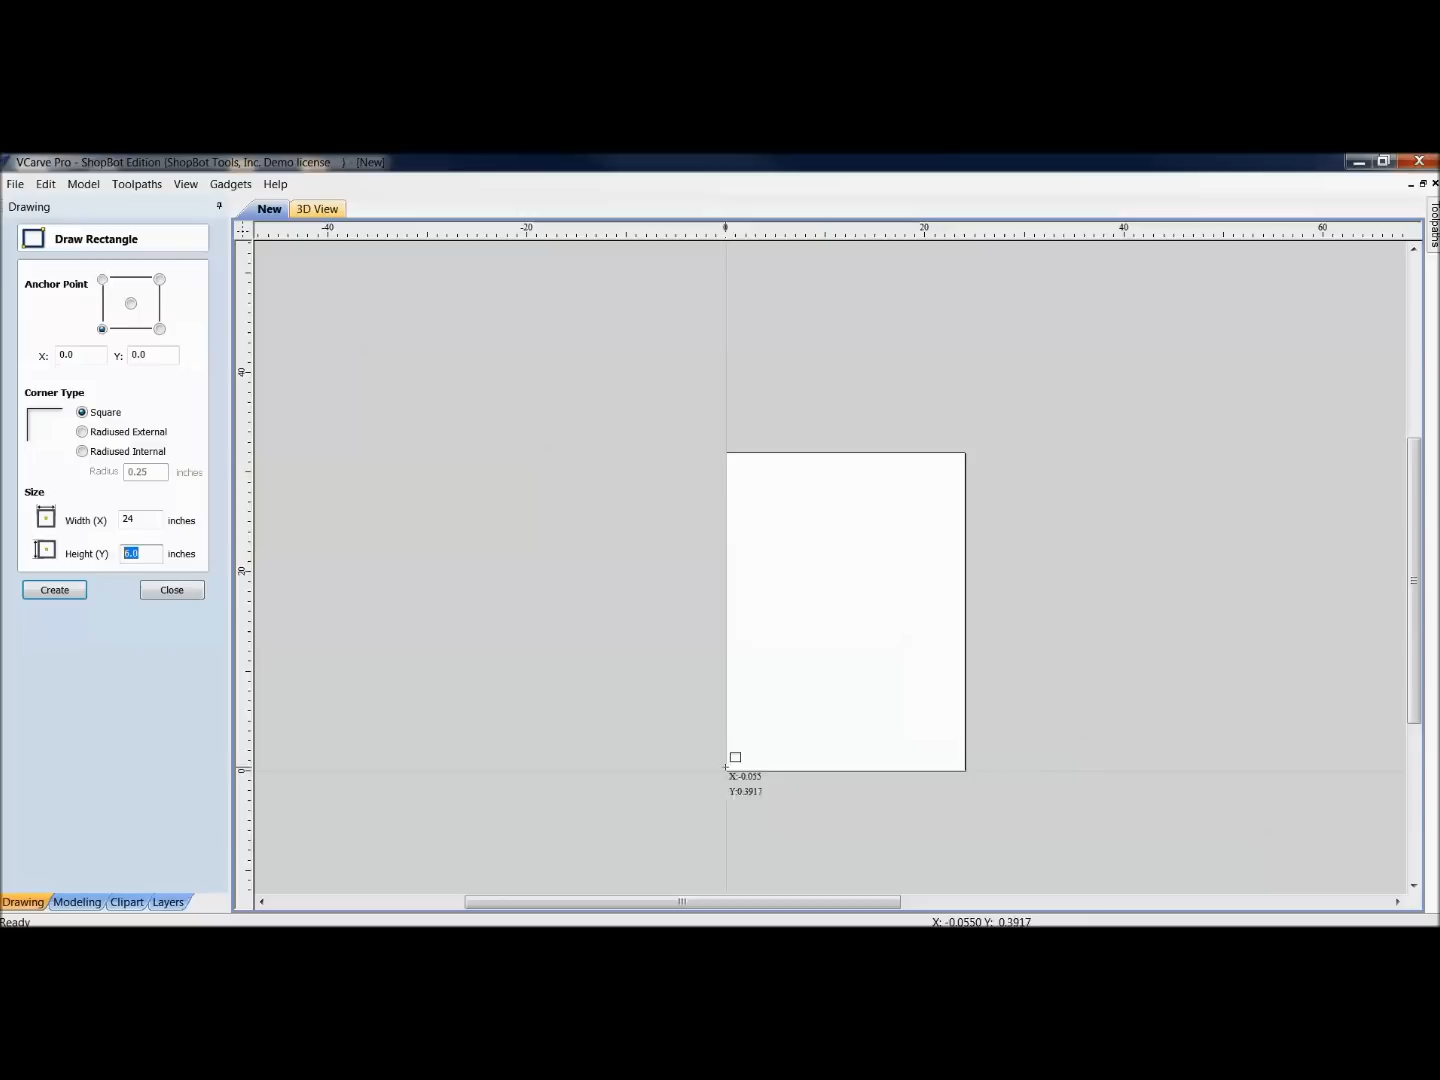 VCarve Pro - ShopBot Edition (ShopBot Tools, Inc. Demo license    ) - [New]
File Edit Model Toolpaths View Gadgets Help
Drawing
New 3D View
Toolpaths
Draw Rectangle
-40 -20 0 20 40 60
Anchor Point
X: 0.0 Y: 0.0
40
Corner Type
Square
Radiused External
Radiused Internal
Radius 0.25 inches
Size
Width (X) 24 inches
Height (Y) 6.0 inches
20
Create Close
0
X:-0.055
Y:0.3917
Drawing Modeling Clipart Layers
Ready
X: -0.0550 Y: 0.3917